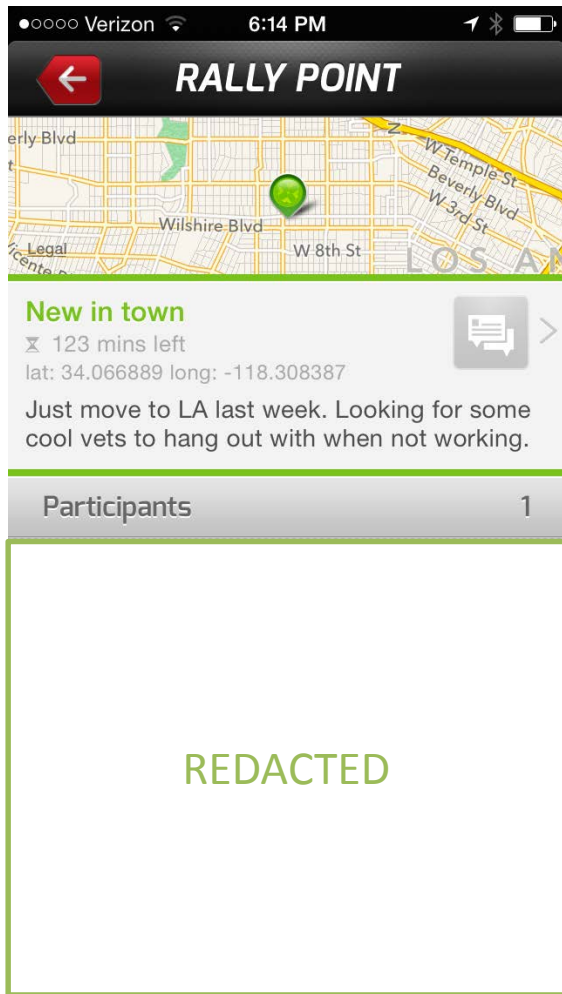 Verizon 6:14 PM
RALLY POINT
erly Blvd
t
N
W Temple St
Beverly Blvd
W 3rd St
Wilshire Blvd
Legal
W 8th St
icente
LOS AN
New in town
123 mins left
lat: 34.066889 long: -118.308387
Just move to LA last week. Looking for some
cool vets to hang out with when not working.
Participants 1
REDACTED